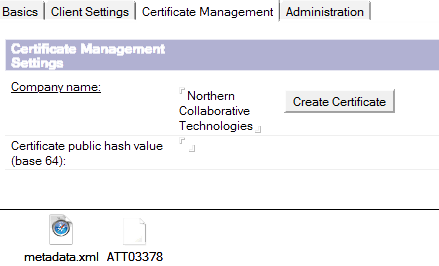 Basics Client Settings Certificate Management Administration
Certificate Management
Settings
Company name:
Northern
Collaborative
Technologies
Create Certificate
Certificate public hash value
(base 64):
metadata.xml ATT03378